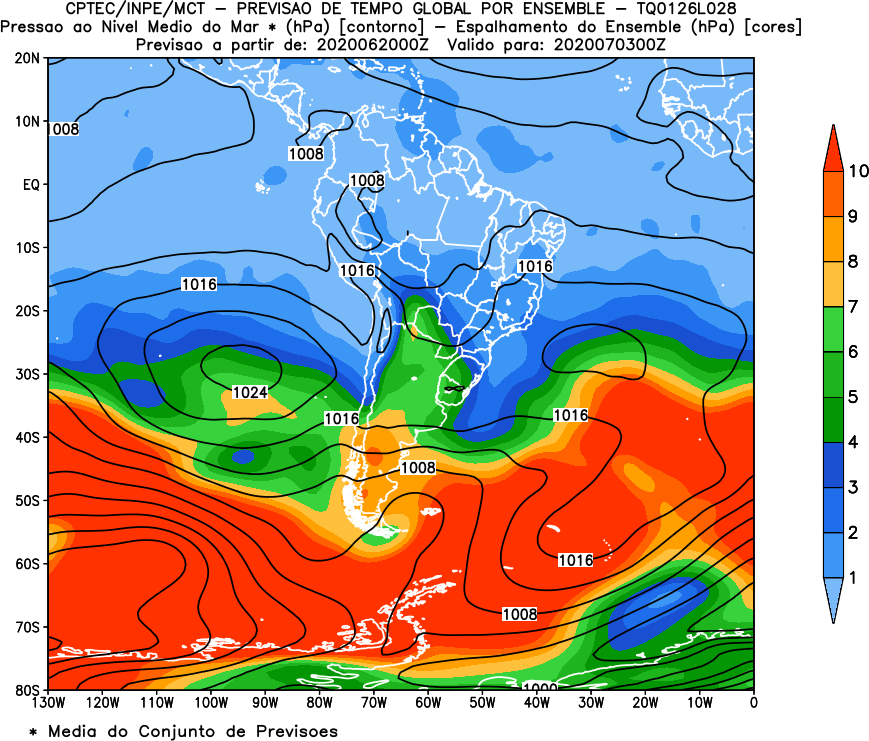 CPTEC/INPE/MCT – PREVISAO DE TEMPO GLOBAL POR ENSEMBLE – TQ0126L028
Pressao ao Nivel Medio do Mar * (hPa) [contorno] – Espalhamento do Ensemble (hPa) [cores]
Previsao a partir de: 2020062000Z Valido para: 2020070300Z
20N
10N
EQ
10S
20S
30S
40S
50S
60S
70S
80S
1008
1008
1008
1016
1016
1016
1024
1016
1016
1008
1016
1008
1000
130W 120W 110W 100W 90W 80W 70W 60W 50W 40W 30W 20W 10W 0
10
9
8
7
6
5
4
3
2
1
* Media do Conjunto de Previsoes